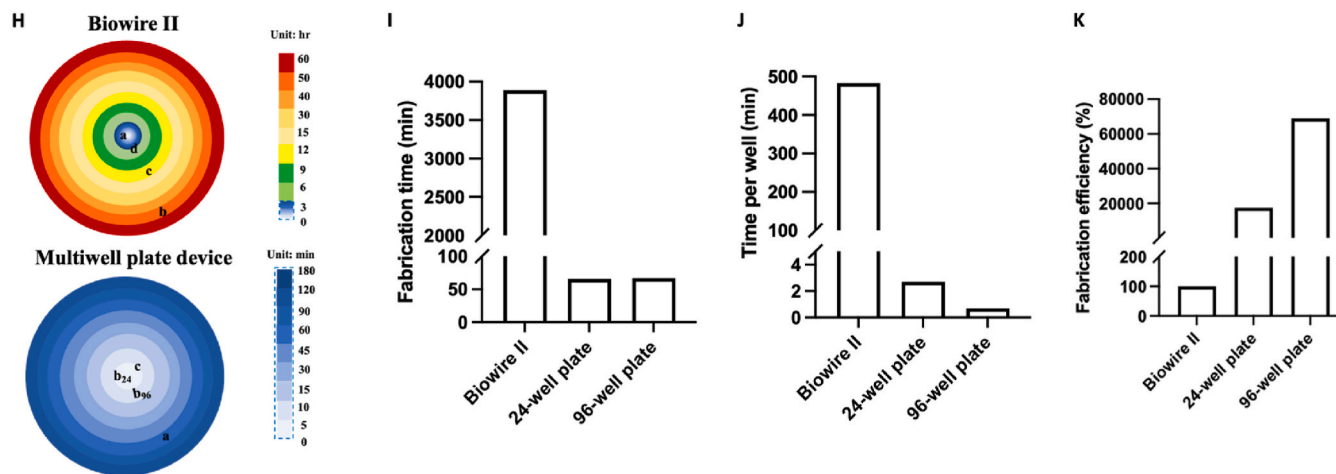 H
Biowire II
Unit: hr
60
50
40
30
15
12
9
6
3
0
a
d
c
b
Multiwell plate device
Unit: min
180
120
90
60
45
30
15
10
5
0
c
b24
b96
a
I
Fabrication time (min)
4000
3500
3000
2500
2000
100
50
0
Biowire II
24-well plate
96-well plate
J
Time per well (min)
500
400
300
200
100
4
2
0
Biowire II
24-well plate
96-well plate
K
Fabrication efficiency (%)
80000
60000
40000
20000
200
100
0
Biowire II
24-well plate
96-well plate